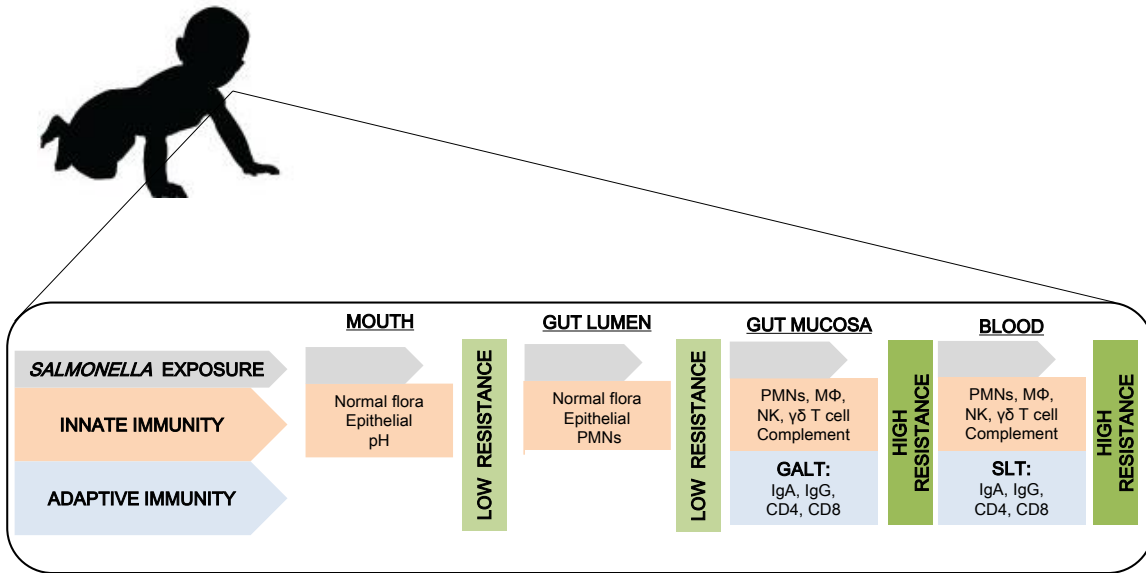 MOUTH
GUT LUMEN
GUT MUCOSA
BLOOD
SALMONELLA EXPOSURE
INNATE IMMUNITY
ADAPTIVE IMMUNITY
Normal flora
Epithelial
pH
LOW RESISTANCE
Normal flora
Epithelial
PMNs
LOW RESISTANCE
PMNs, MΦ,
NK, γδ T cell
Complement
GALT:
IgA, IgG,
CD4, CD8
HIGH
RESISTANCE
PMNs, MΦ,
NK, γδ T cell
Complement
SLT:
IgA, IgG,
CD4, CD8
HIGH
RESISTANCE